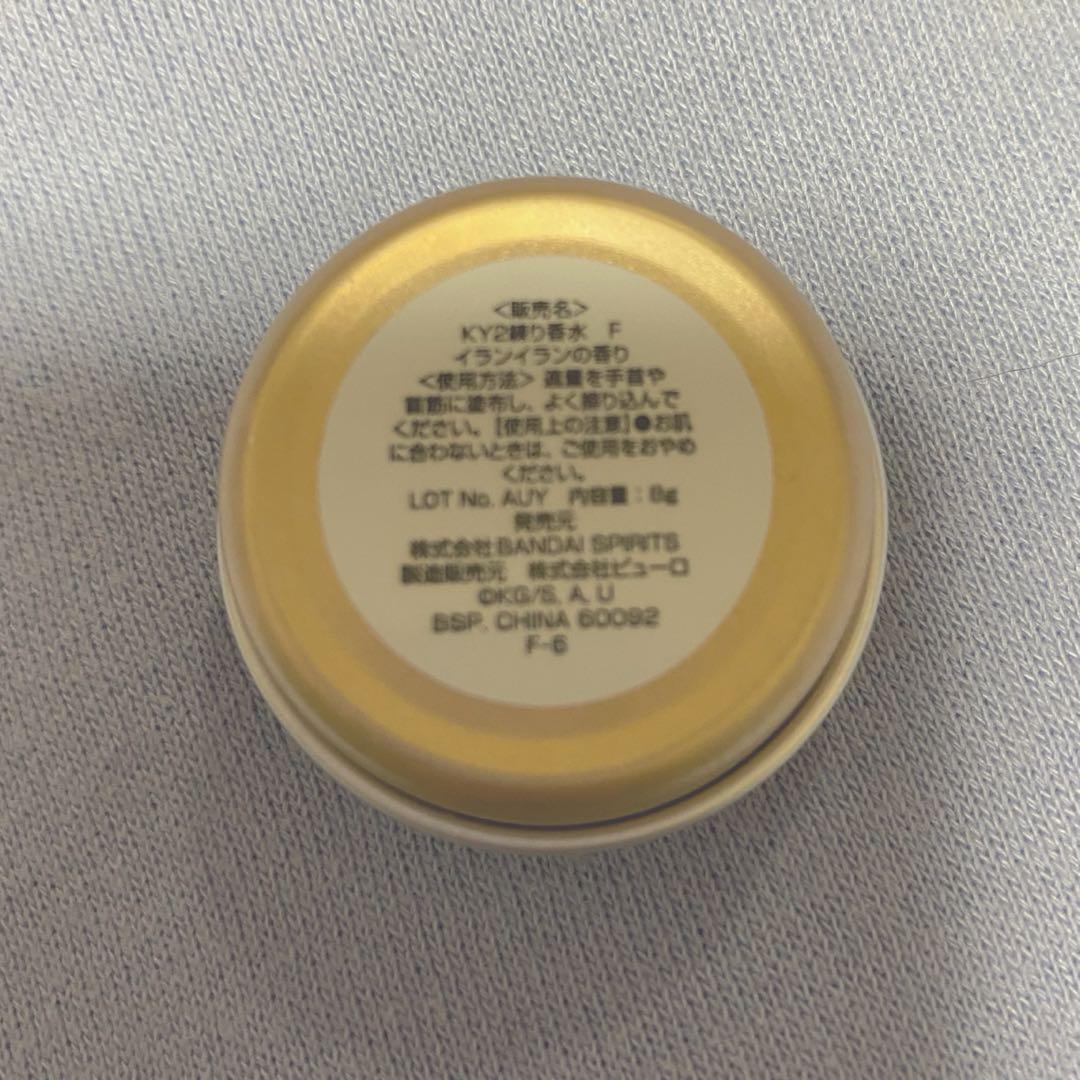 <販売名>
KY2練り香水 F
イランイランの香り
<使用方法> 適量を手首や
首筋に塗布し、よく擦り込んで
ください。[使用上の注意]●お肌
に合わないときは、ご使用をおやめ
ください。
LOT No. AUY 内容量:8g
発売元
株式会社BANDAI SPIRITS
製造販売元 株式会社ピューロ
©KG/S, A, U
BSP, CHINA 60092
F-6